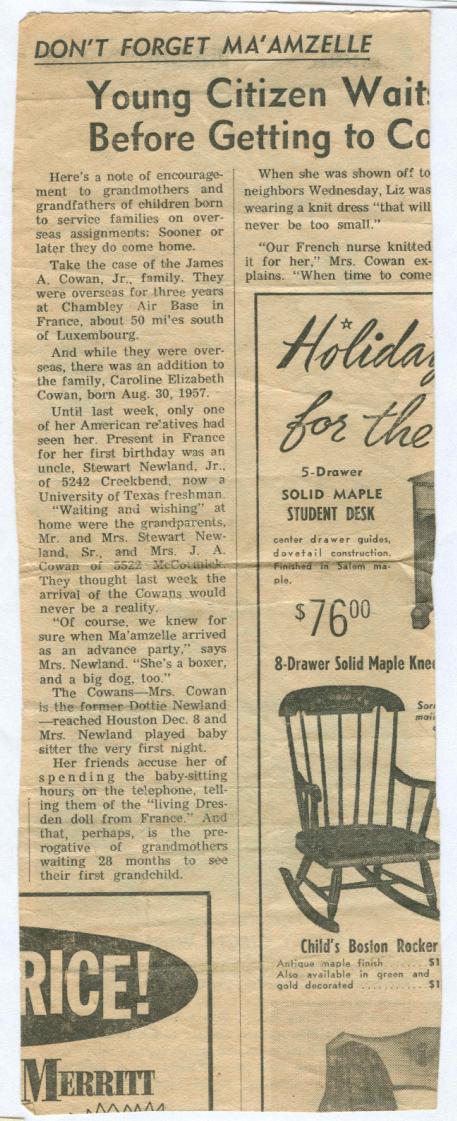 DON'T FORGET MA'AMZELLE
Young Citizen Waits
Before Getting to Co
Here's a note of encourage-
ment to grandmothers and
grandfathers of children born
to service families on over-
seas assignments: Sooner or
later they do come home.
Take the case of the James
A. Cowan, Jr., family. They
were overseas for three years
at Chambley Air Base in
France, about 50 mi'es south
of Luxembourg.
And while they were over-
seas, there was an addition to
the family, Caroline Elizabeth
Cowan, born Aug. 30, 1957.
Until last week, only one
of her American re'atives had
seen her. Present in France
for her first birthday was an
uncle, Stewart Newland, Jr.,
of 5242 Creekbend, now a
University of Texas freshman.
"Waiting and wishing" at
home were the grandparents,
Mr. and Mrs. Stewart New-
land, Sr., and Mrs. J. A.
Cowan of 5522 McCormick.
They thought last week the
arrival of the Cowans would
never be a reality.
"Of course, we knew for
sure when Ma'amzelle arrived
as an advance party," says
Mrs. Newland. "She's a boxer,
and a big dog, too."
The Cowans—Mrs. Cowan
is the former Dottie Newland
—reached Houston Dec. 8 and
Mrs. Newland played baby
sitter the very first night.
Her friends accuse her of
spending the baby-sitting
hours on the telephone, tell-
ing them of the "living Dres-
den doll from France." And
that, perhaps, is the pre-
rogative of grandmothers
waiting 28 months to see
their first grandchild.
When she was shown off to
neighbors Wednesday, Liz was
wearing a knit dress "that will
never be too small."
"Our French nurse knitted
it for her," Mrs. Cowan ex-
plains. "When time to come
Holiday
for the
5-Drawer
SOLID MAPLE
STUDENT DESK
center drawer guides,
dovetail construction.
Finished in Salem ma-
ple.
$76.00
8-Drawer Solid Maple Knee
Child's Boston Rocker
Antique maple finish ....... $1
Also available in green and
gold decorated ........... $1
RICE!
MERRITT